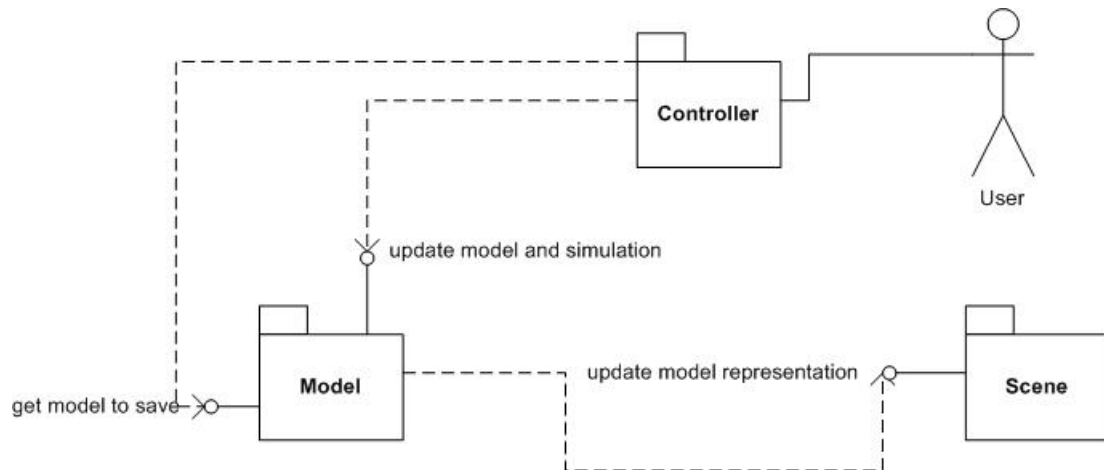 Controller
User
update model and simulation
Model
update model representation
Scene
get model to save